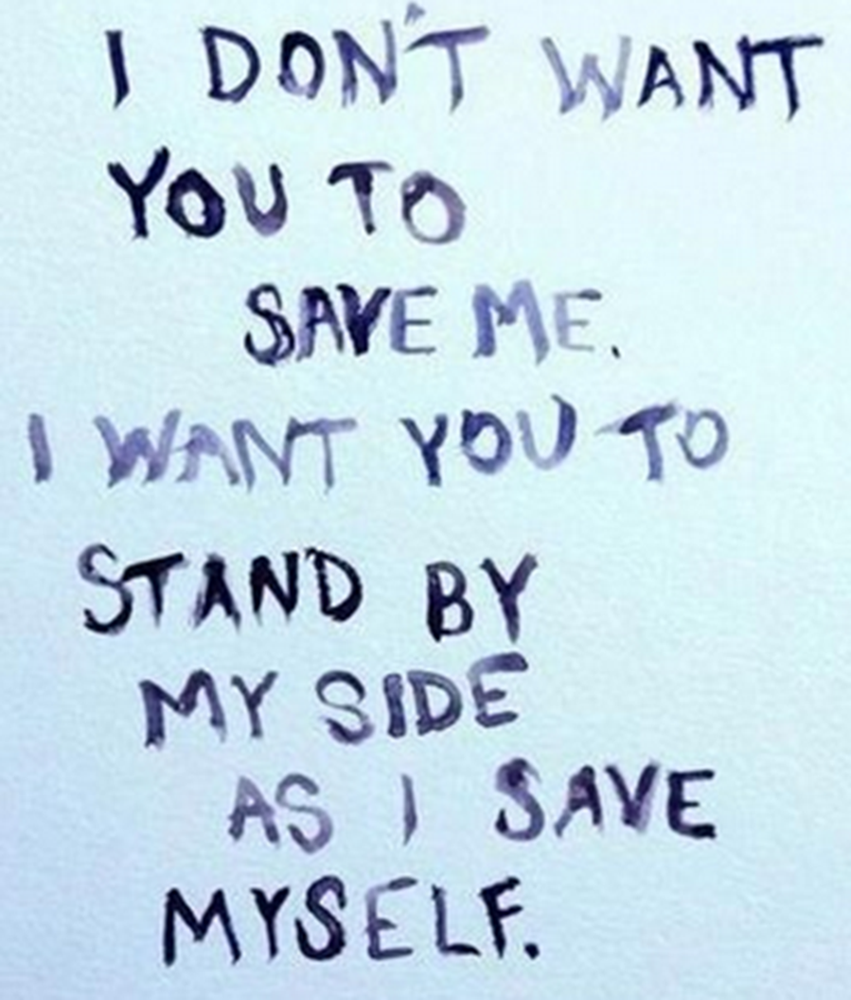 I DON'T WANT
YOU TO
SAVE ME.
I WANT YOU TO
STAND BY
MY SIDE
AS I SAVE
MYSELF.